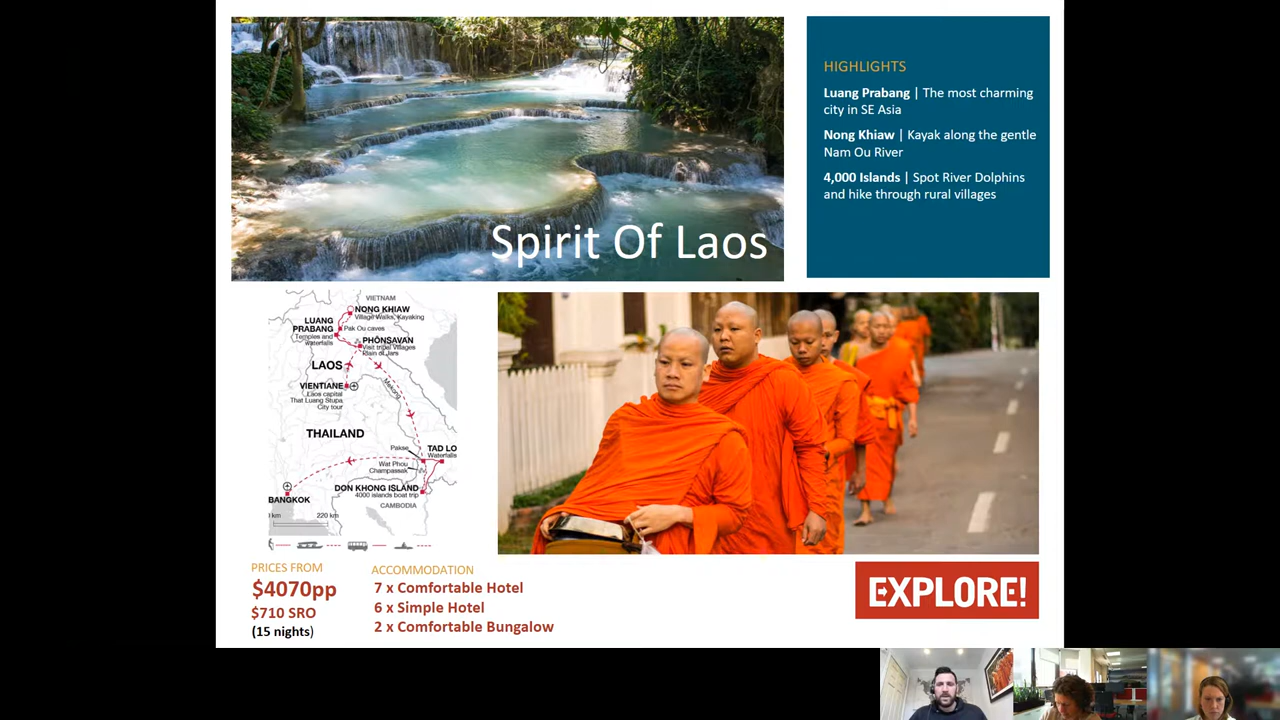 Spirit Of Laos
HIGHLIGHTS
Luang Prabang | The most charming
city in SE Asia
Nong Khiaw | Kayak along the gentle
Nam Ou River
4,000 Islands | Spot River Dolphins
and hike through rural villages
VIETNAM
NONG KHIAW
Village Walks, Kayaking
LUANG
PRABANG
Temples and
waterfalls
Pak Ou caves
PHÔNSAVAN
Visit tribal villages
Plain of Jars
LAOS
VIENTIANE
Laos capital
That Luang Stupa
City tour
Mekong
THAILAND
Pakse
TAD LO
Waterfalls
Wat Phou
Champassak
DON KHONG ISLAND
4000 islands boat trip
BANGKOK
CAMBODIA
220 km
PRICES FROM
$4070pp
$710 SRO
(15 nights)
ACCOMMODATION
7 x Comfortable Hotel
6 x Simple Hotel
2 x Comfortable Bungalow
EXPLORE!